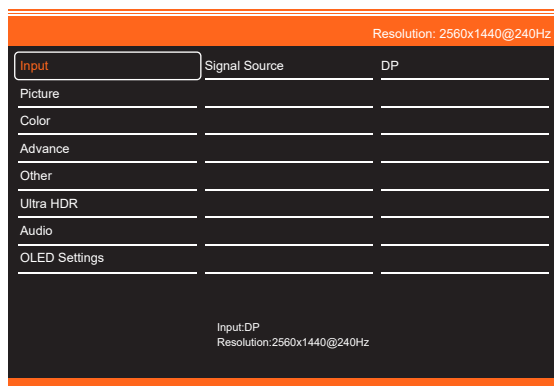 Resolution: 2560x1440@240Hz
Input Signal Source DP
Picture
Color
Advance
Other
Ultra HDR
Audio
OLED Settings
Input:DP
Resolution:2560x1440@240Hz